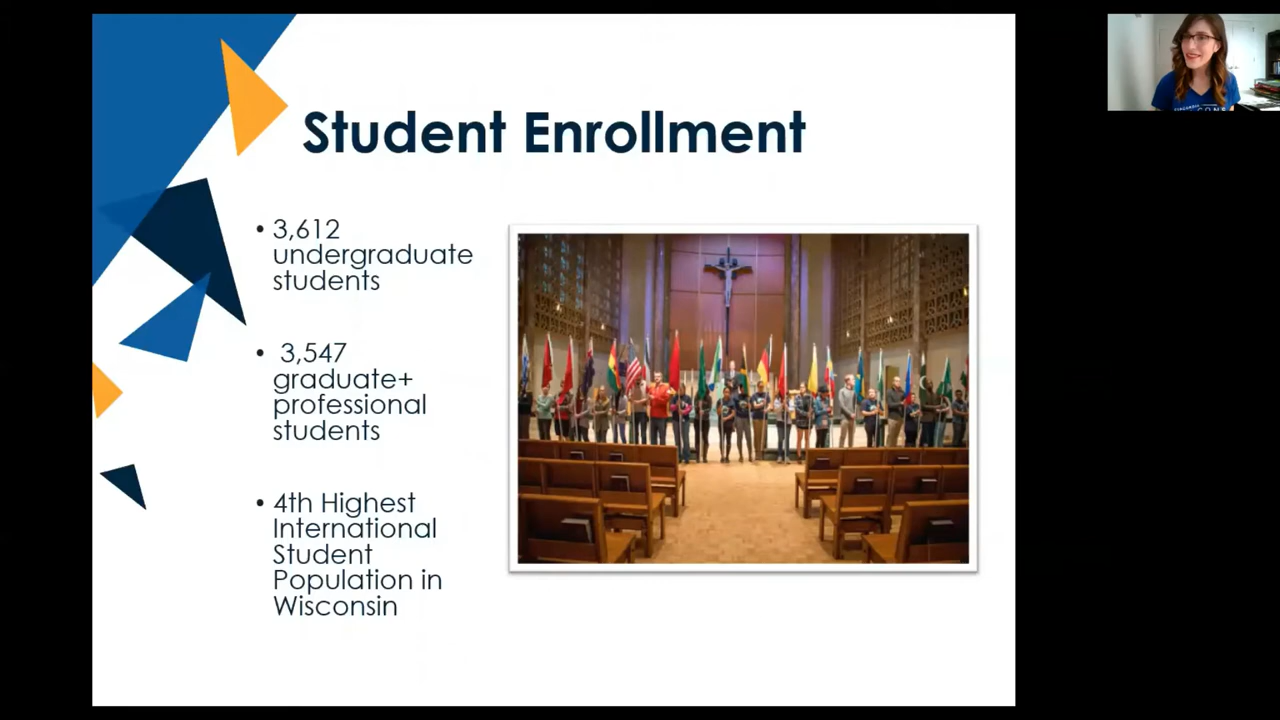 Student Enrollment
• 3,612
undergraduate
students
• 3,547
graduate+
professional
students
• 4th Highest
International
Student
Population in
Wisconsin